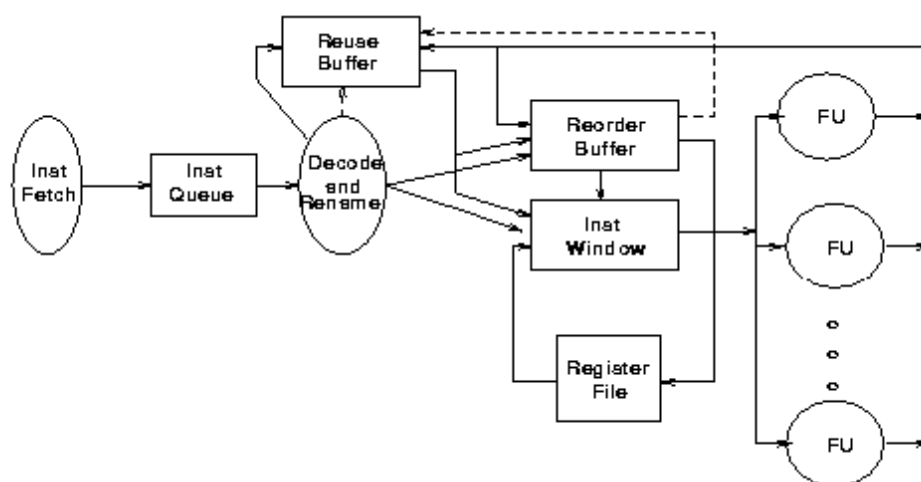 Reuse
Buffer
Inst
Fetch
Inst
Queue
Decode
and
Rename
Reorder
Buffer
Inst
Window
Register
File
FU
FU
FU